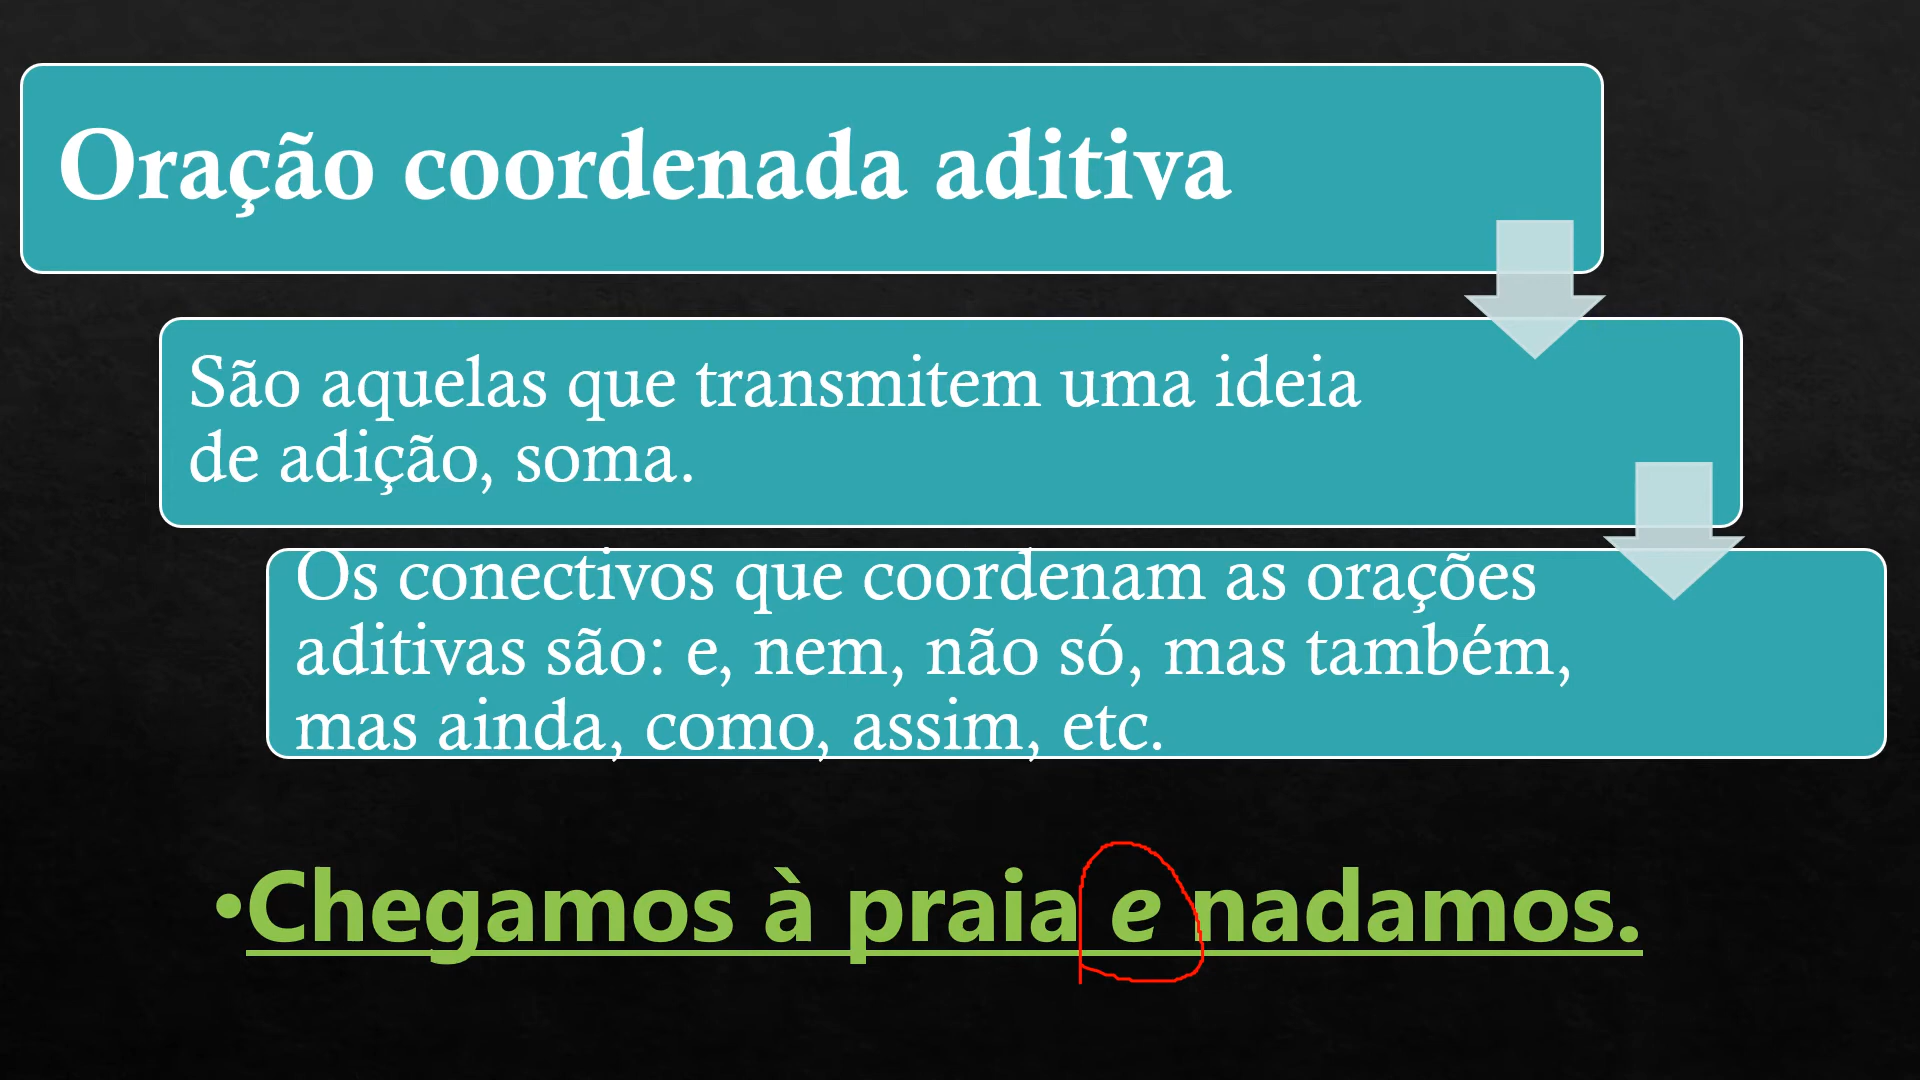 Oração coordenada aditiva
São aquelas que transmitem uma ideia
de adição, soma.
Os conectivos que coordenam as orações
aditivas são: e, nem, não só, mas também,
mas ainda, como, assim, etc.
•Chegamos à praia e nadamos.